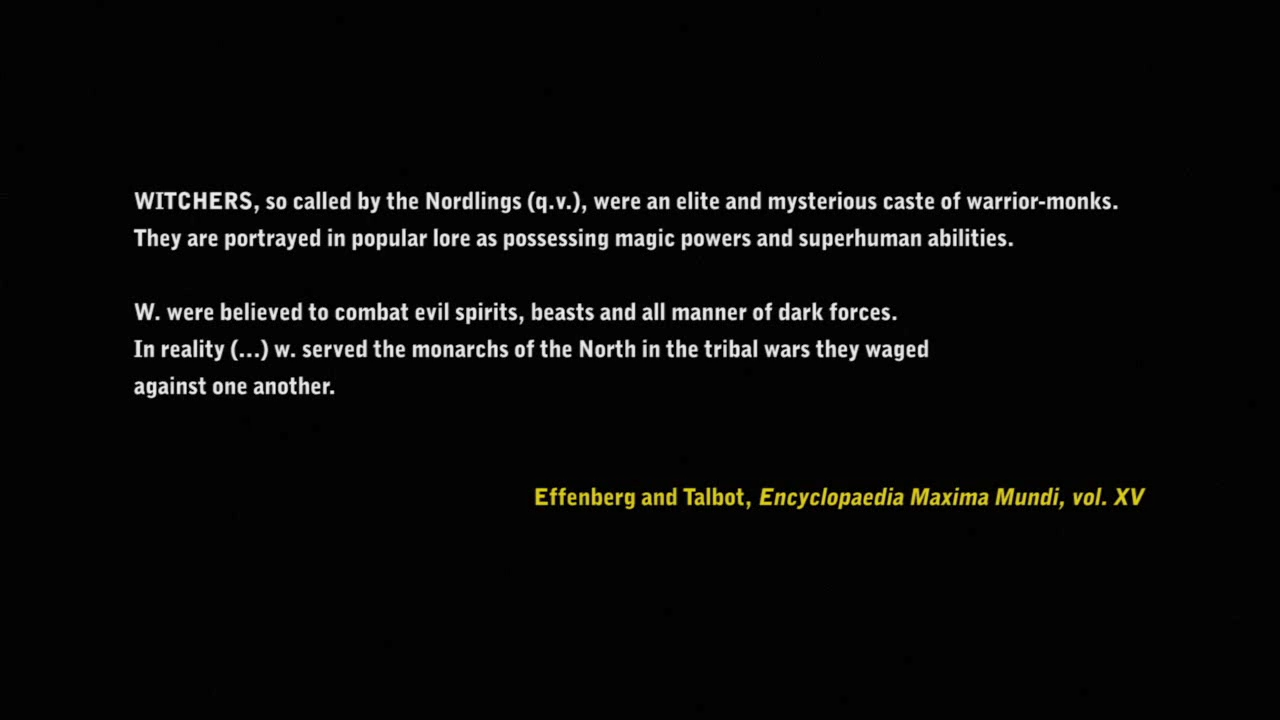 WITCHERS, so called by the Nordlings (q.v.), were an elite and mysterious caste of warrior-monks.
They are portrayed in popular lore as possessing magic powers and superhuman abilities.
W. were believed to combat evil spirits, beasts and all manner of dark forces.
In reality (...) w. served the monarchs of the North in the tribal wars they waged
against one another.
Effenberg and Talbot, Encyclopaedia Maxima Mundi, vol. XV